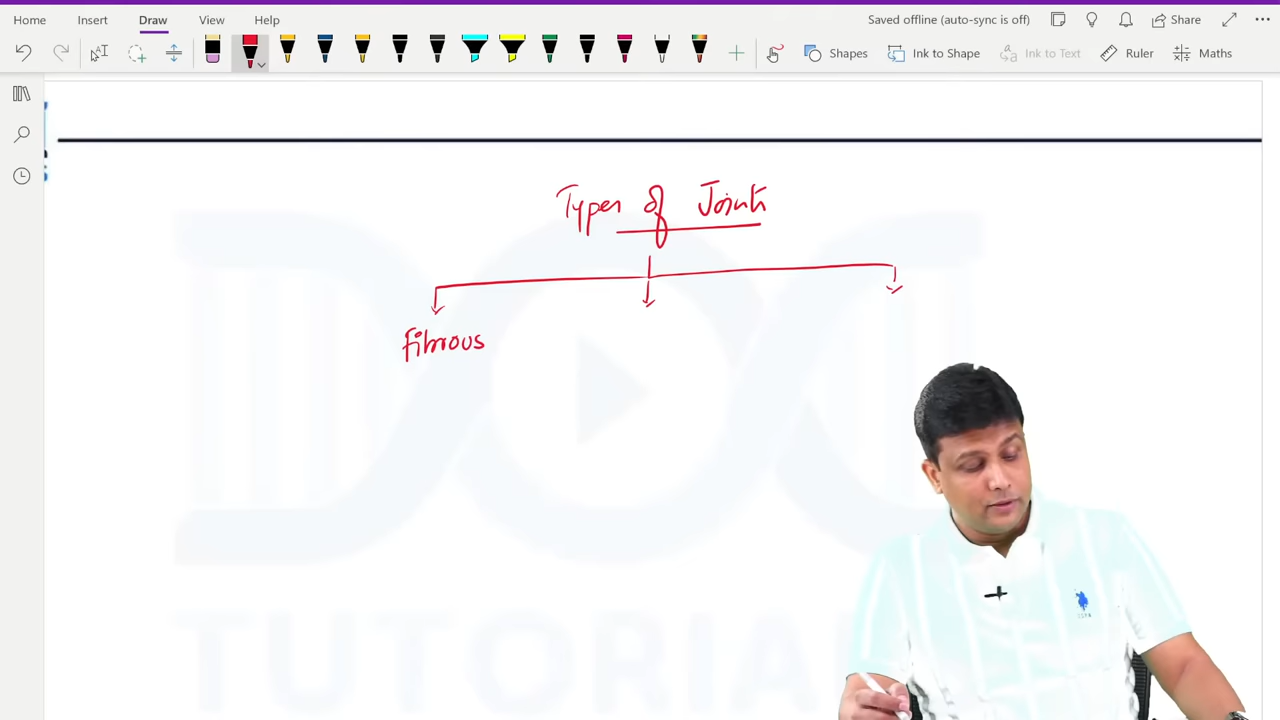 Home Insert Draw View Help Saved offline (auto-sync is off) Share
Shapes Ink to Shape Ink to Text Ruler Maths
Types of Joints
fibrous
TUTORIA